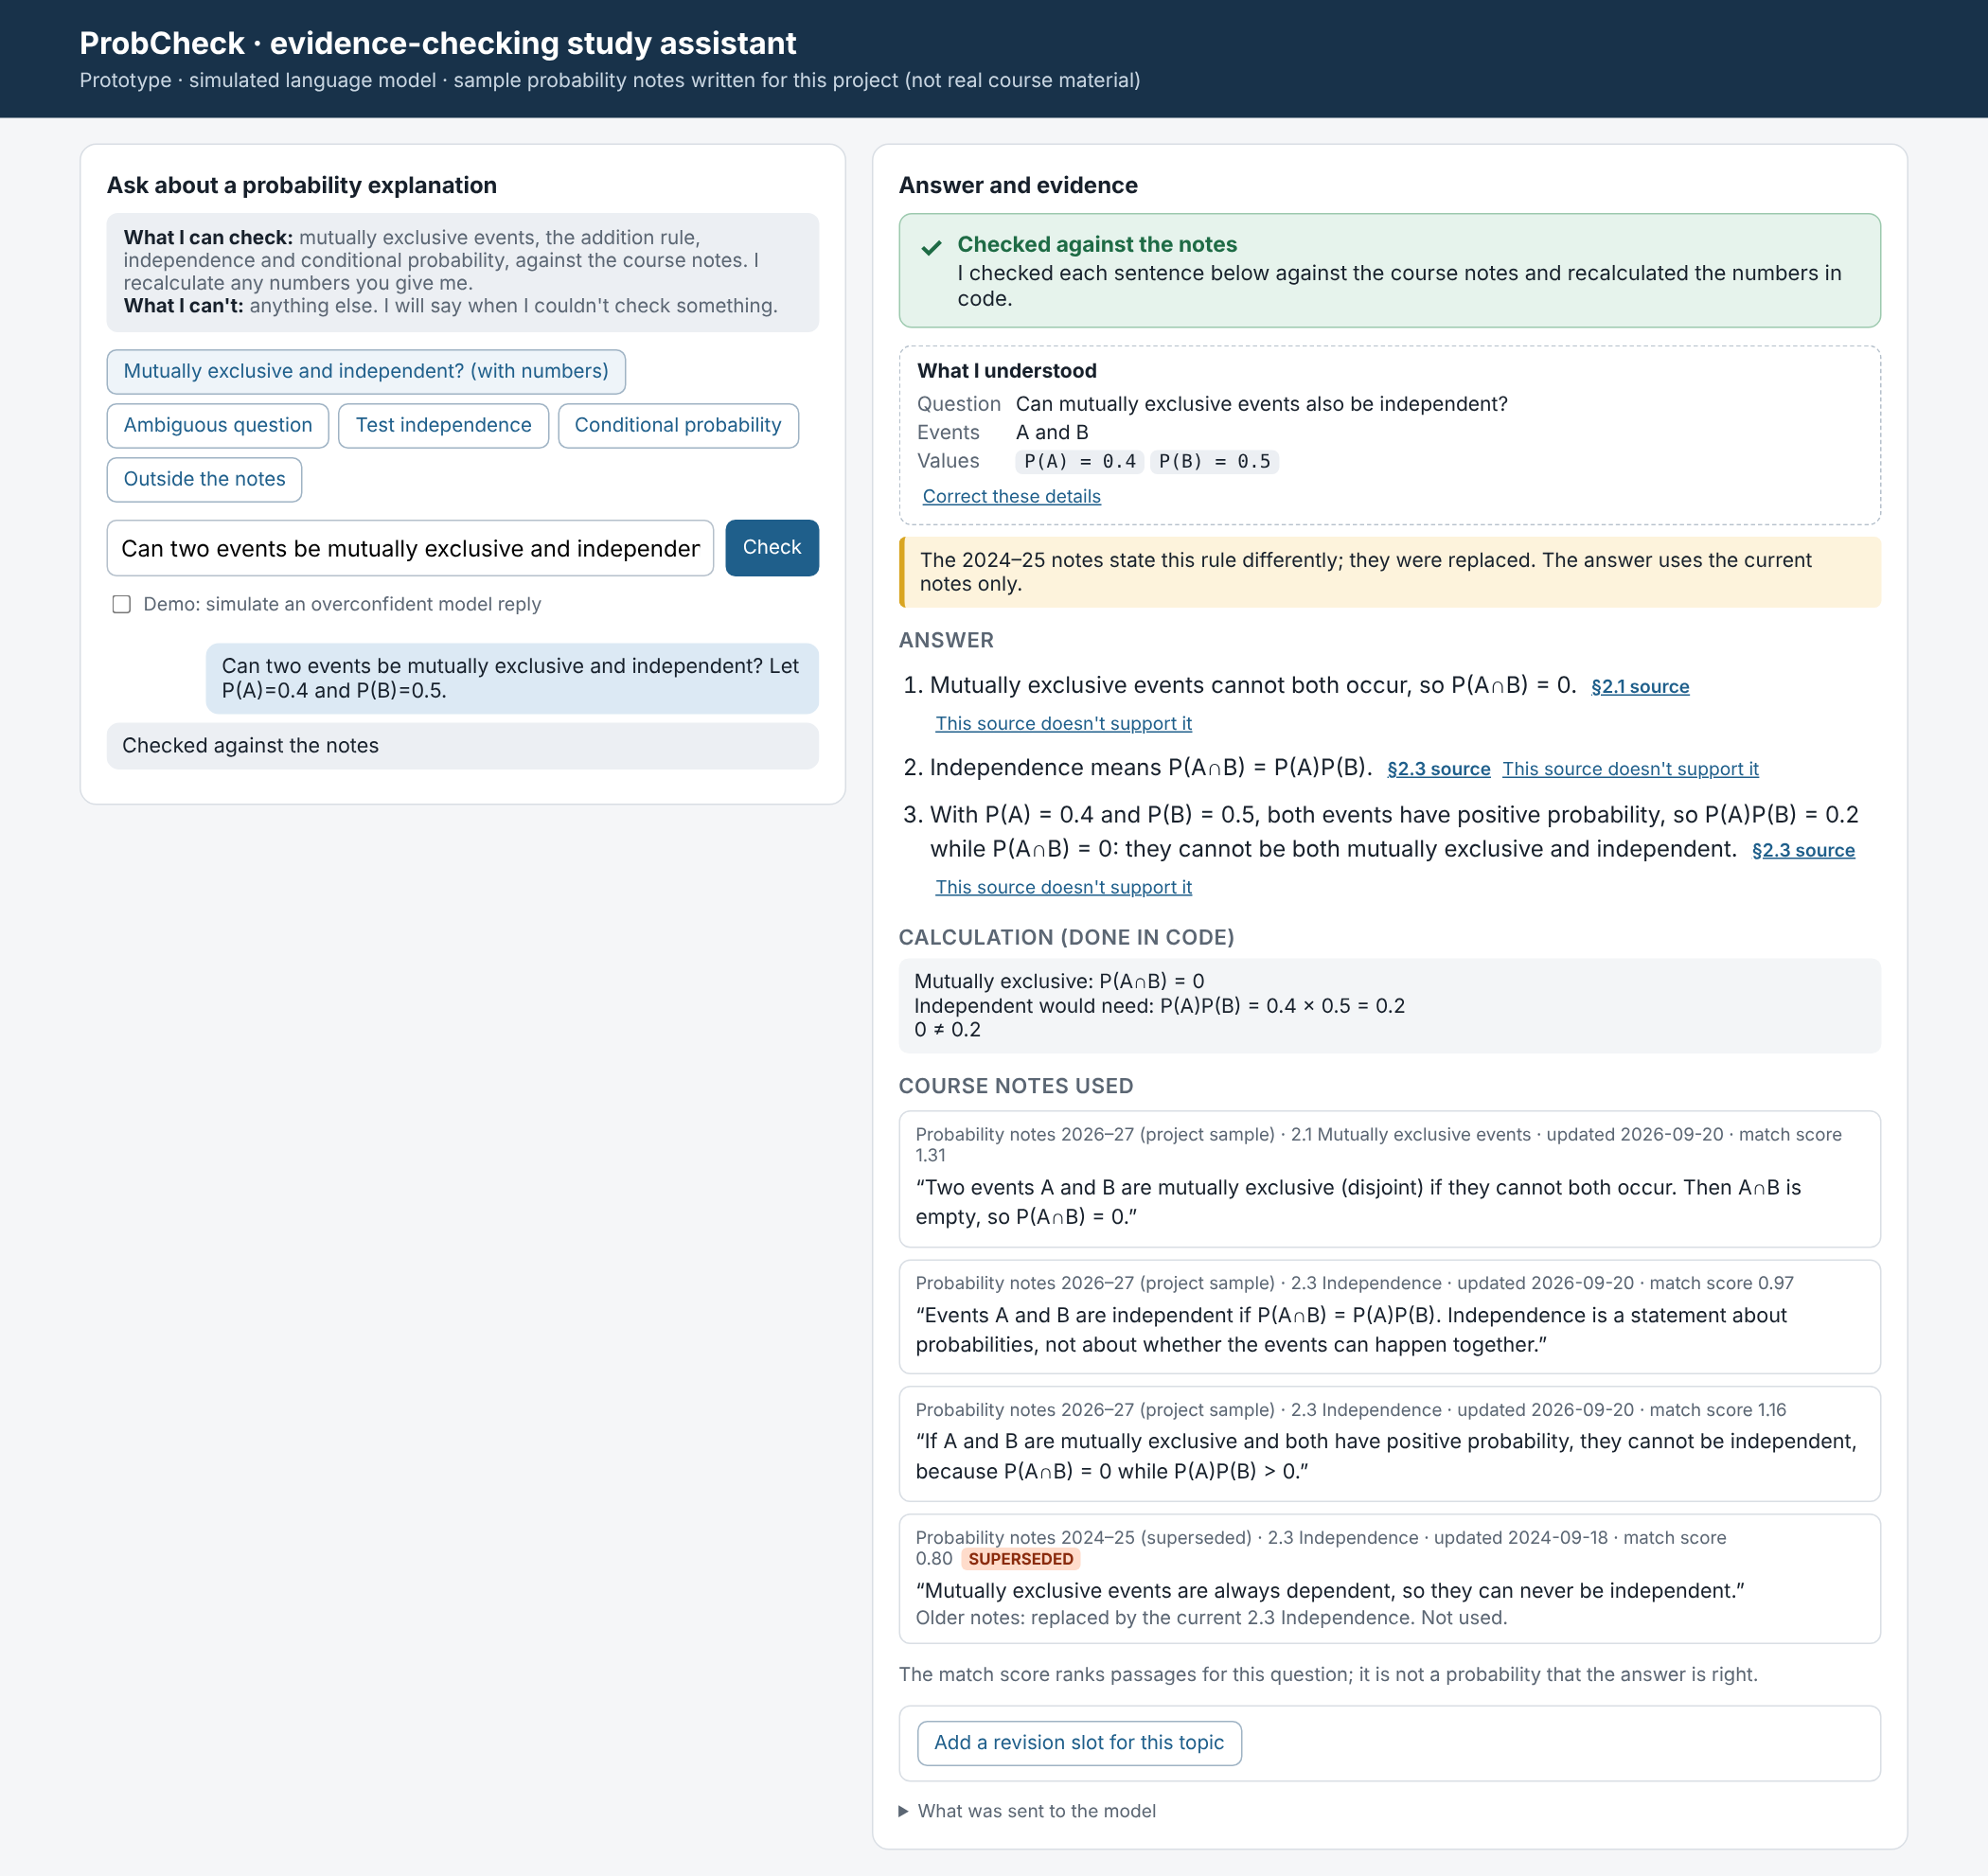 ProbCheck · evidence-checking study assistant
Prototype · simulated language model · sample probability notes written for this project (not real course material)
Ask about a probability explanation
What I can check: mutually exclusive events, the addition rule,
independence and conditional probability, against the course notes. I
recalculate any numbers you give me.
What I can't: anything else. I will say when I couldn't check something.
Mutually exclusive and independent? (with numbers)
Ambiguous question
Test independence
Conditional probability
Outside the notes
Can two events be mutually exclusive and independen
Check
Demo: simulate an overconfident model reply
Can two events be mutually exclusive and independent? Let
P(A)=0.4 and P(B)=0.5.
Checked against the notes
Answer and evidence
✓ Checked against the notes
I checked each sentence below against the course notes and recalculated the numbers in
code.
What I understood
Question Can mutually exclusive events also be independent?
Events A and B
Values P(A) = 0.4 P(B) = 0.5
Correct these details
The 2024–25 notes state this rule differently; they were replaced. The answer uses the current
notes only.
ANSWER
1. Mutually exclusive events cannot both occur, so P(A∩B) = 0. §2.1 source
This source doesn't support it
2. Independence means P(A∩B) = P(A)P(B). §2.3 source This source doesn't support it
3. With P(A) = 0.4 and P(B) = 0.5, both events have positive probability, so P(A)P(B) = 0.2
while P(A∩B) = 0: they cannot be both mutually exclusive and independent. §2.3 source
This source doesn't support it
CALCULATION (DONE IN CODE)
Mutually exclusive: P(A∩B) = 0
Independent would need: P(A)P(B) = 0.4 × 0.5 = 0.2
0 ≠ 0.2
COURSE NOTES USED
Probability notes 2026–27 (project sample) · 2.1 Mutually exclusive events · updated 2026-09-20 · match score
1.31
“Two events A and B are mutually exclusive (disjoint) if they cannot both occur. Then A∩B is
empty, so P(A∩B) = 0.”
Probability notes 2026–27 (project sample) · 2.3 Independence · updated 2026-09-20 · match score 0.97
“Events A and B are independent if P(A∩B) = P(A)P(B). Independence is a statement about
probabilities, not about whether the events can happen together.”
Probability notes 2026–27 (project sample) · 2.3 Independence · updated 2026-09-20 · match score 1.16
“If A and B are mutually exclusive and both have positive probability, they cannot be independent,
because P(A∩B) = 0 while P(A)P(B) > 0.”
Probability notes 2024–25 (superseded) · 2.3 Independence · updated 2024-09-18 · match score
0.80 SUPERSEDED
“Mutually exclusive events are always dependent, so they can never be independent.”
Older notes: replaced by the current 2.3 Independence. Not used.
The match score ranks passages for this question; it is not a probability that the answer is right.
Add a revision slot for this topic
▶ What was sent to the model